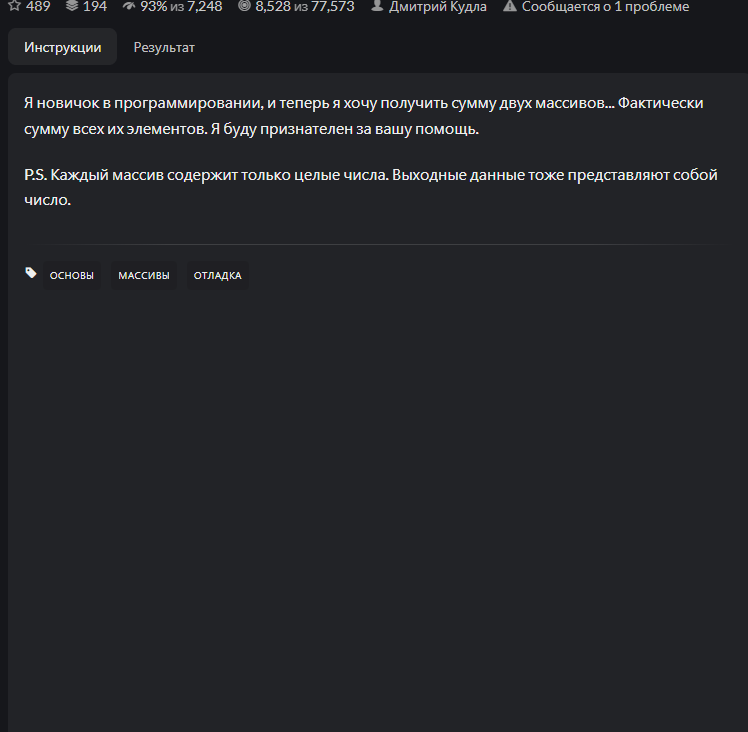 489 194 93% из 7,248 8,528 из 77,573 Дмитрий Кудла Сообщается о 1 проблеме
Инструкции Результат
Я новичок в программировании, и теперь я хочу получить сумму двух массивов... Фактически
сумму всех их элементов. Я буду признателен за вашу помощь.
P.S. Каждый массив содержит только целые числа. Выходные данные тоже представляют собой
число.
ОСНОВЫ МАССИВЫ ОТЛАДКА